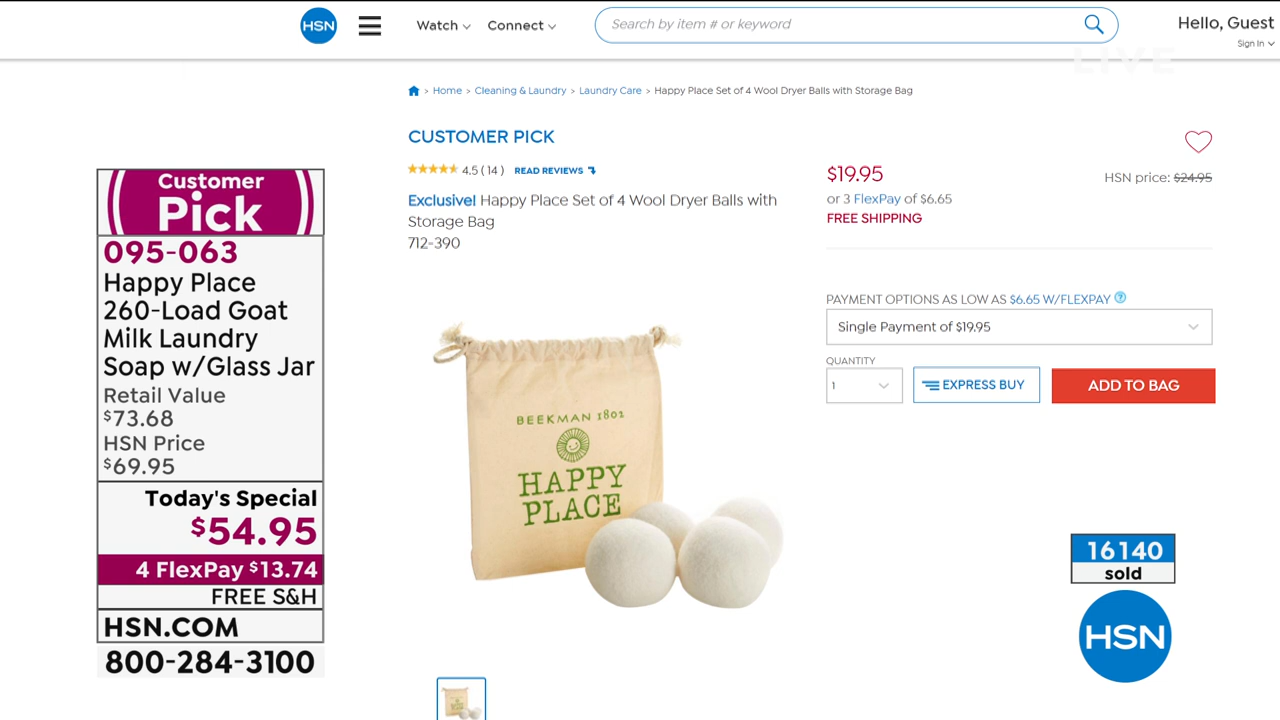 HSN
Watch
Connect
Search by item # or keyword
Hello, Guest
Sign In
LIVE
> Home > Cleaning & Laundry > Laundry Care > Happy Place Set of 4 Wool Dryer Balls with Storage Bag
CUSTOMER PICK
4.5 ( 14 ) READ REVIEWS
Exclusive! Happy Place Set of 4 Wool Dryer Balls with
Storage Bag
712-390
$19.95
HSN price: $24.95
or 3 FlexPay of $6.65
FREE SHIPPING
PAYMENT OPTIONS AS LOW AS $6.65 W/FLEXPAY ?
Single Payment of $19.95
QUANTITY
1
EXPRESS BUY
ADD TO BAG
BEEKMAN 1802
HAPPY
PLACE
Customer
Pick
095-063
Happy Place
260-Load Goat
Milk Laundry
Soap w/Glass Jar
Retail Value
$73.68
HSN Price
$69.95
Today's Special
$54.95
4 FlexPay $13.74
FREE S&H
HSN.COM
800-284-3100
16140
sold
HSN